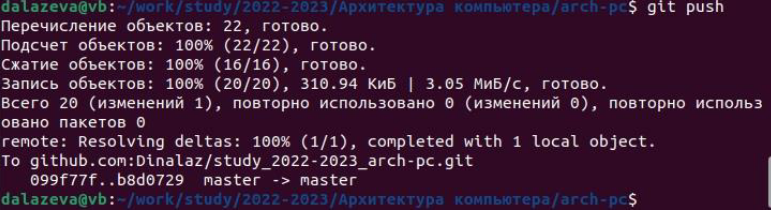 dalazeva@vb:~/work/study/2022-2023/Архитектура компьютера/arch-pc$ git push
Перечисление объектов: 22, готово.
Подсчет объектов: 100% (22/22), готово.
Сжатие объектов: 100% (16/16), готово.
Запись объектов: 100% (20/20), 310.94 КиБ | 3.05 МиБ/с, готово.
Всего 20 (изменений 1), повторно использовано 0 (изменений 0), повторно использ
овано пакетов 0
remote: Resolving deltas: 100% (1/1), completed with 1 local object.
To github.com:Dinalaz/study_2022-2023_arch-pc.git
   099f77f..b8d0729  master -> master
dalazeva@vb:~/work/study/2022-2023/Архитектура компьютера/arch-pc$